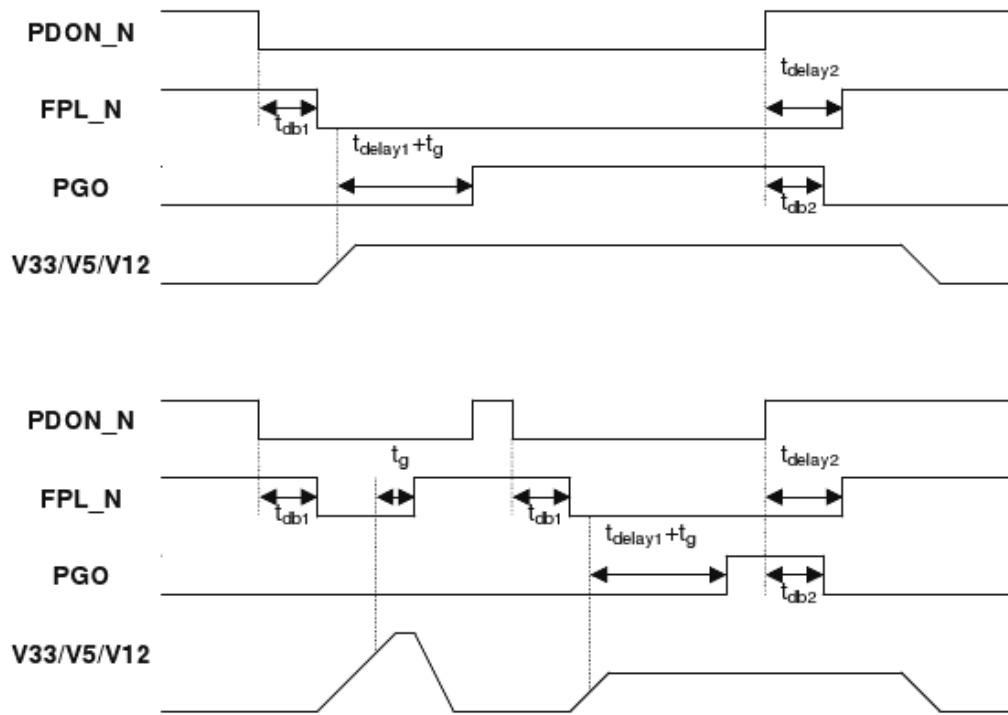 PDON_N
tdelay2
FPL_N
tdb1
tdelay1+tg
PGO
tdb2
V33/V5/V12
PDON_N
tg
tdelay2
FPL_N
tdb1
tdb1
tdelay1+tg
PGO
tdb2
V33/V5/V12